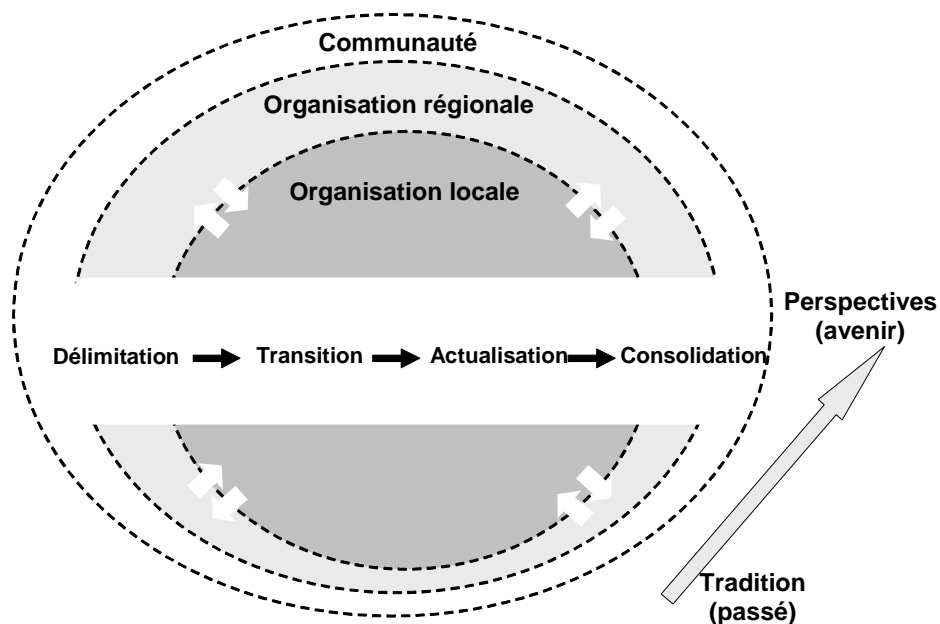 Communauté
Organisation régionale
Organisation locale
Perspectives
(avenir)
Délimitation Transition Actualisation Consolidation
Tradition
(passé)